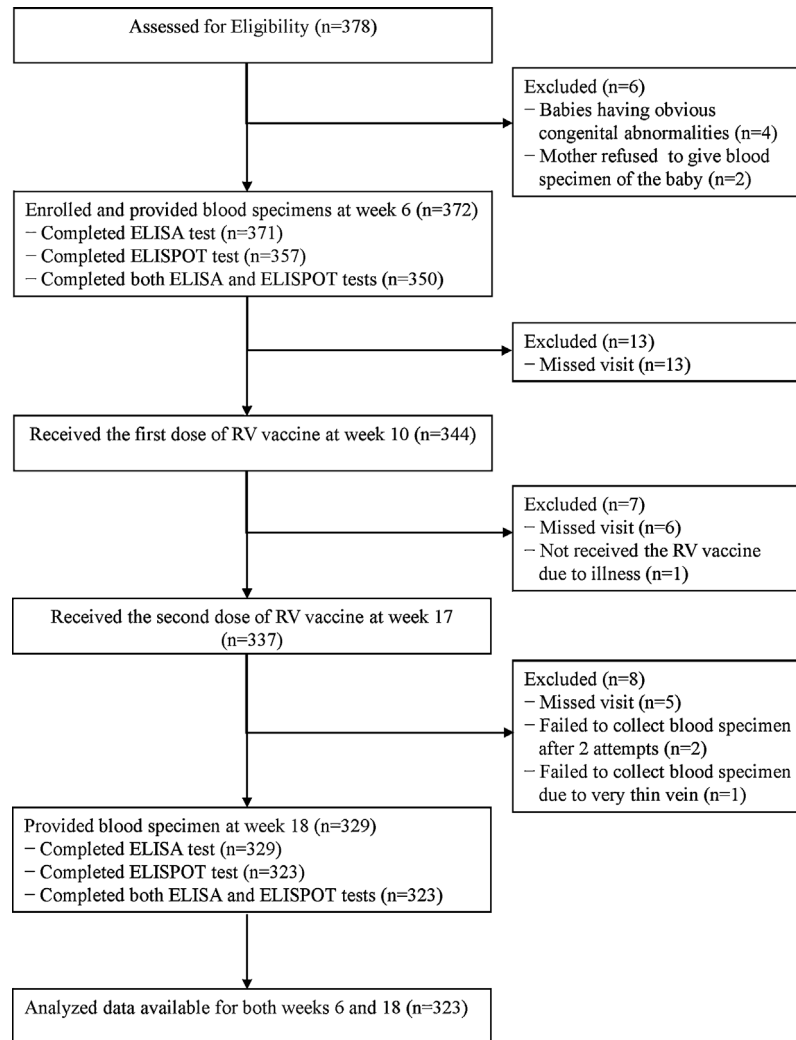 Assessed for Eligibility (n=378)
Excluded (n=6)
− Babies having obvious
congenital abnormalities (n=4)
− Mother refused to give blood
specimen of the baby (n=2)
Enrolled and provided blood specimens at week 6 (n=372)
− Completed ELISA test (n=371)
− Completed ELISPOT test (n=357)
− Completed both ELISA and ELISPOT tests (n=350)
Excluded (n=13)
− Missed visit (n=13)
Received the first dose of RV vaccine at week 10 (n=344)
Excluded (n=7)
− Missed visit (n=6)
− Not received the RV vaccine
due to illness (n=1)
Received the second dose of RV vaccine at week 17
(n=337)
Excluded (n=8)
− Missed visit (n=5)
− Failed to collect blood specimen
after 2 attempts (n=2)
− Failed to collect blood specimen
due to very thin vein (n=1)
Provided blood specimen at week 18 (n=329)
− Completed ELISA test (n=329)
− Completed ELISPOT test (n=323)
− Completed both ELISA and ELISPOT tests (n=323)
Analyzed data available for both weeks 6 and 18 (n=323)